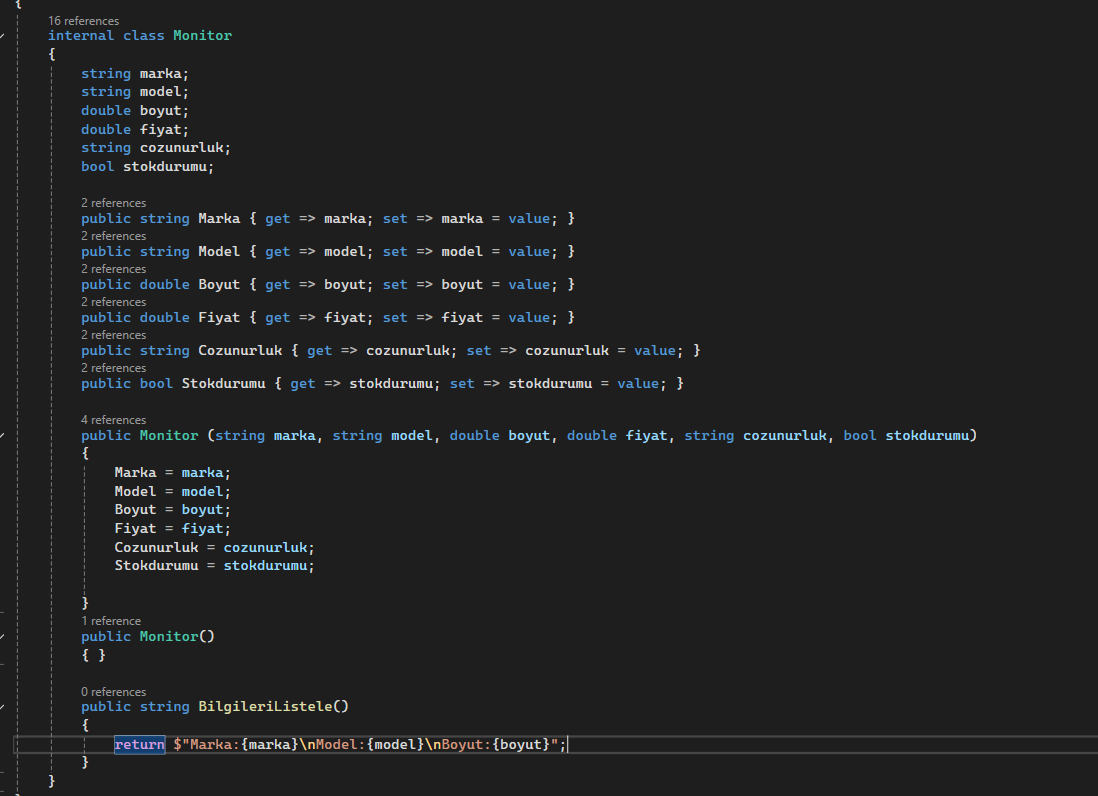 {
16 references
internal class Monitor
{
string marka;
string model;
double boyut;
double fiyat;
string cozunurluk;
bool stokdurumu;
2 references
public string Marka { get => marka; set => marka = value; }
2 references
public string Model { get => model; set => model = value; }
2 references
public double Boyut { get => boyut; set => boyut = value; }
2 references
public double Fiyat { get => fiyat; set => fiyat = value; }
2 references
public string Cozunurluk { get => cozunurluk; set => cozunurluk = value; }
2 references
public bool Stokdurumu { get => stokdurumu; set => stokdurumu = value; }
4 references
public Monitor (string marka, string model, double boyut, double fiyat, string cozunurluk, bool stokdurumu)
{
Marka = marka;
Model = model;
Boyut = boyut;
Fiyat = fiyat;
Cozunurluk = cozunurluk;
Stokdurumu = stokdurumu;
}
1 reference
public Monitor()
{ }
0 references
public string BilgileriListele()
{
return $"Marka:{marka}\nModel:{model}\nBoyut:{boyut}";
}
}